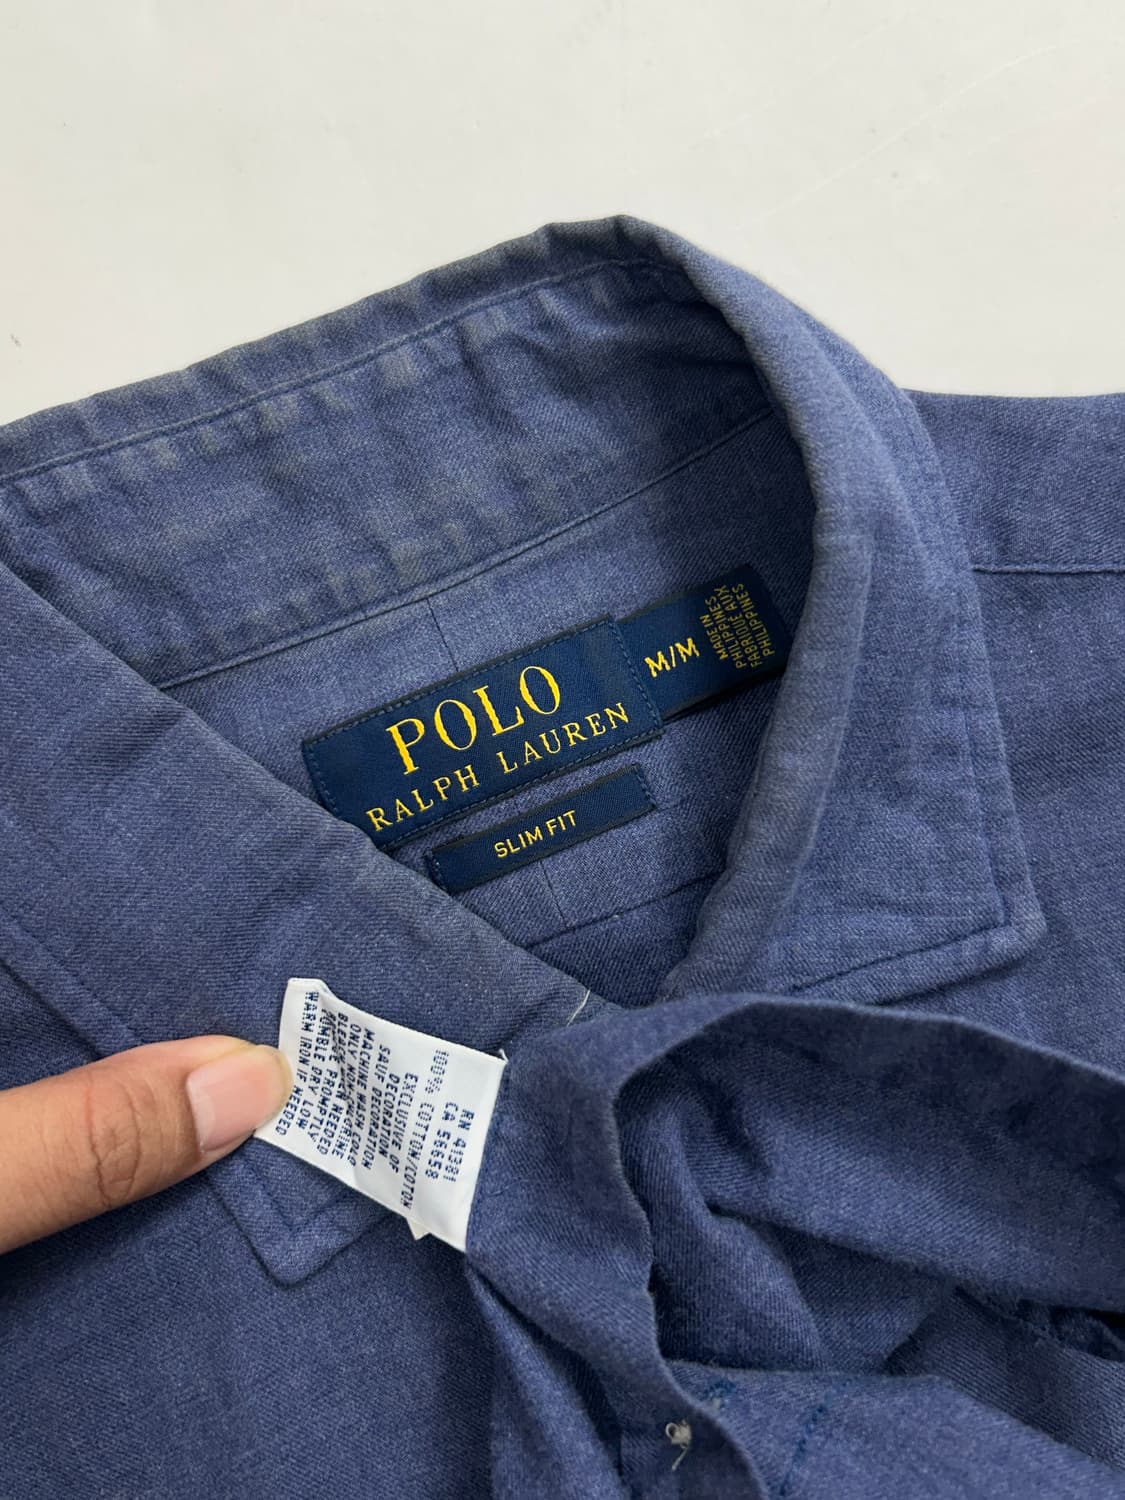 POLO
RALPH LAUREN
M/M
MADE IN
PHILIPPINES
FABRIQUÉ AUX
PHILIPPINES
SLIM FIT
RN 41381
CA 56658
100% COTTON/COTON
EXCLUSIVE OF
DECORATION
SAUF DECORATION
MACHINE WASH COLD
ONLY NON-CHLORINE
BLEACH WHEN NEEDED
REMOVE PROMPTLY
TUMBLE DRY LOW
WARM IRON IF NEEDED